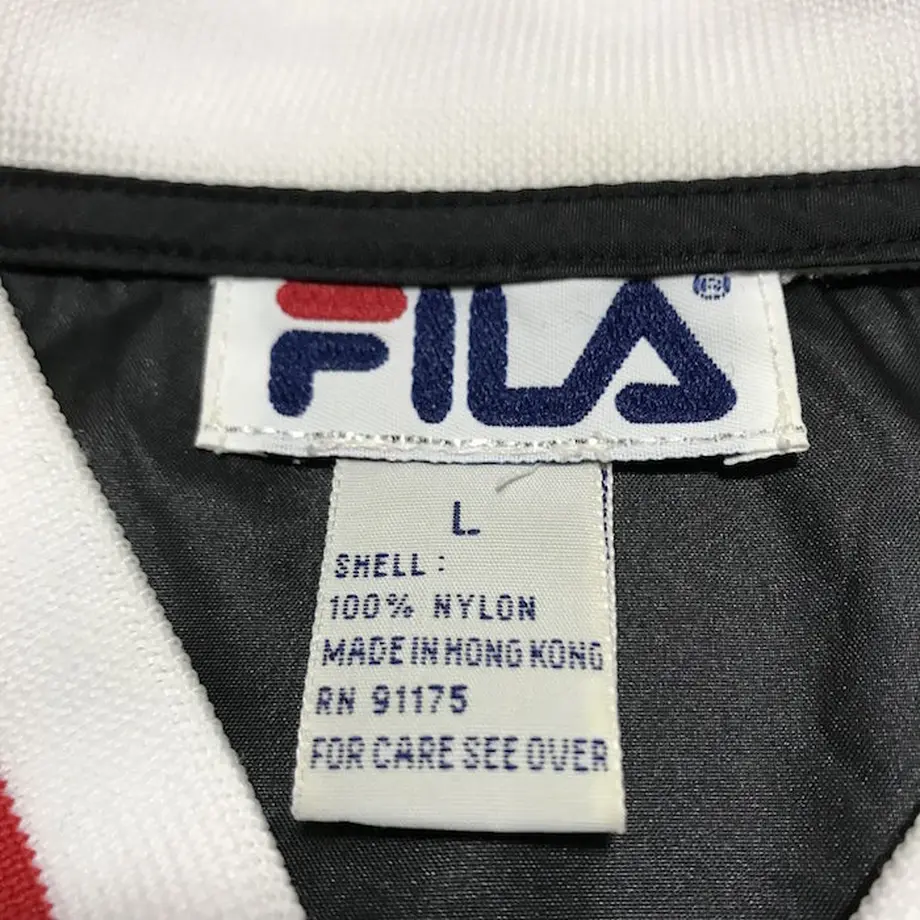 FILA®
L
SHELL:
100% NYLON
MADE IN HONG KONG
RN 91175
FOR CARE SEE OVER